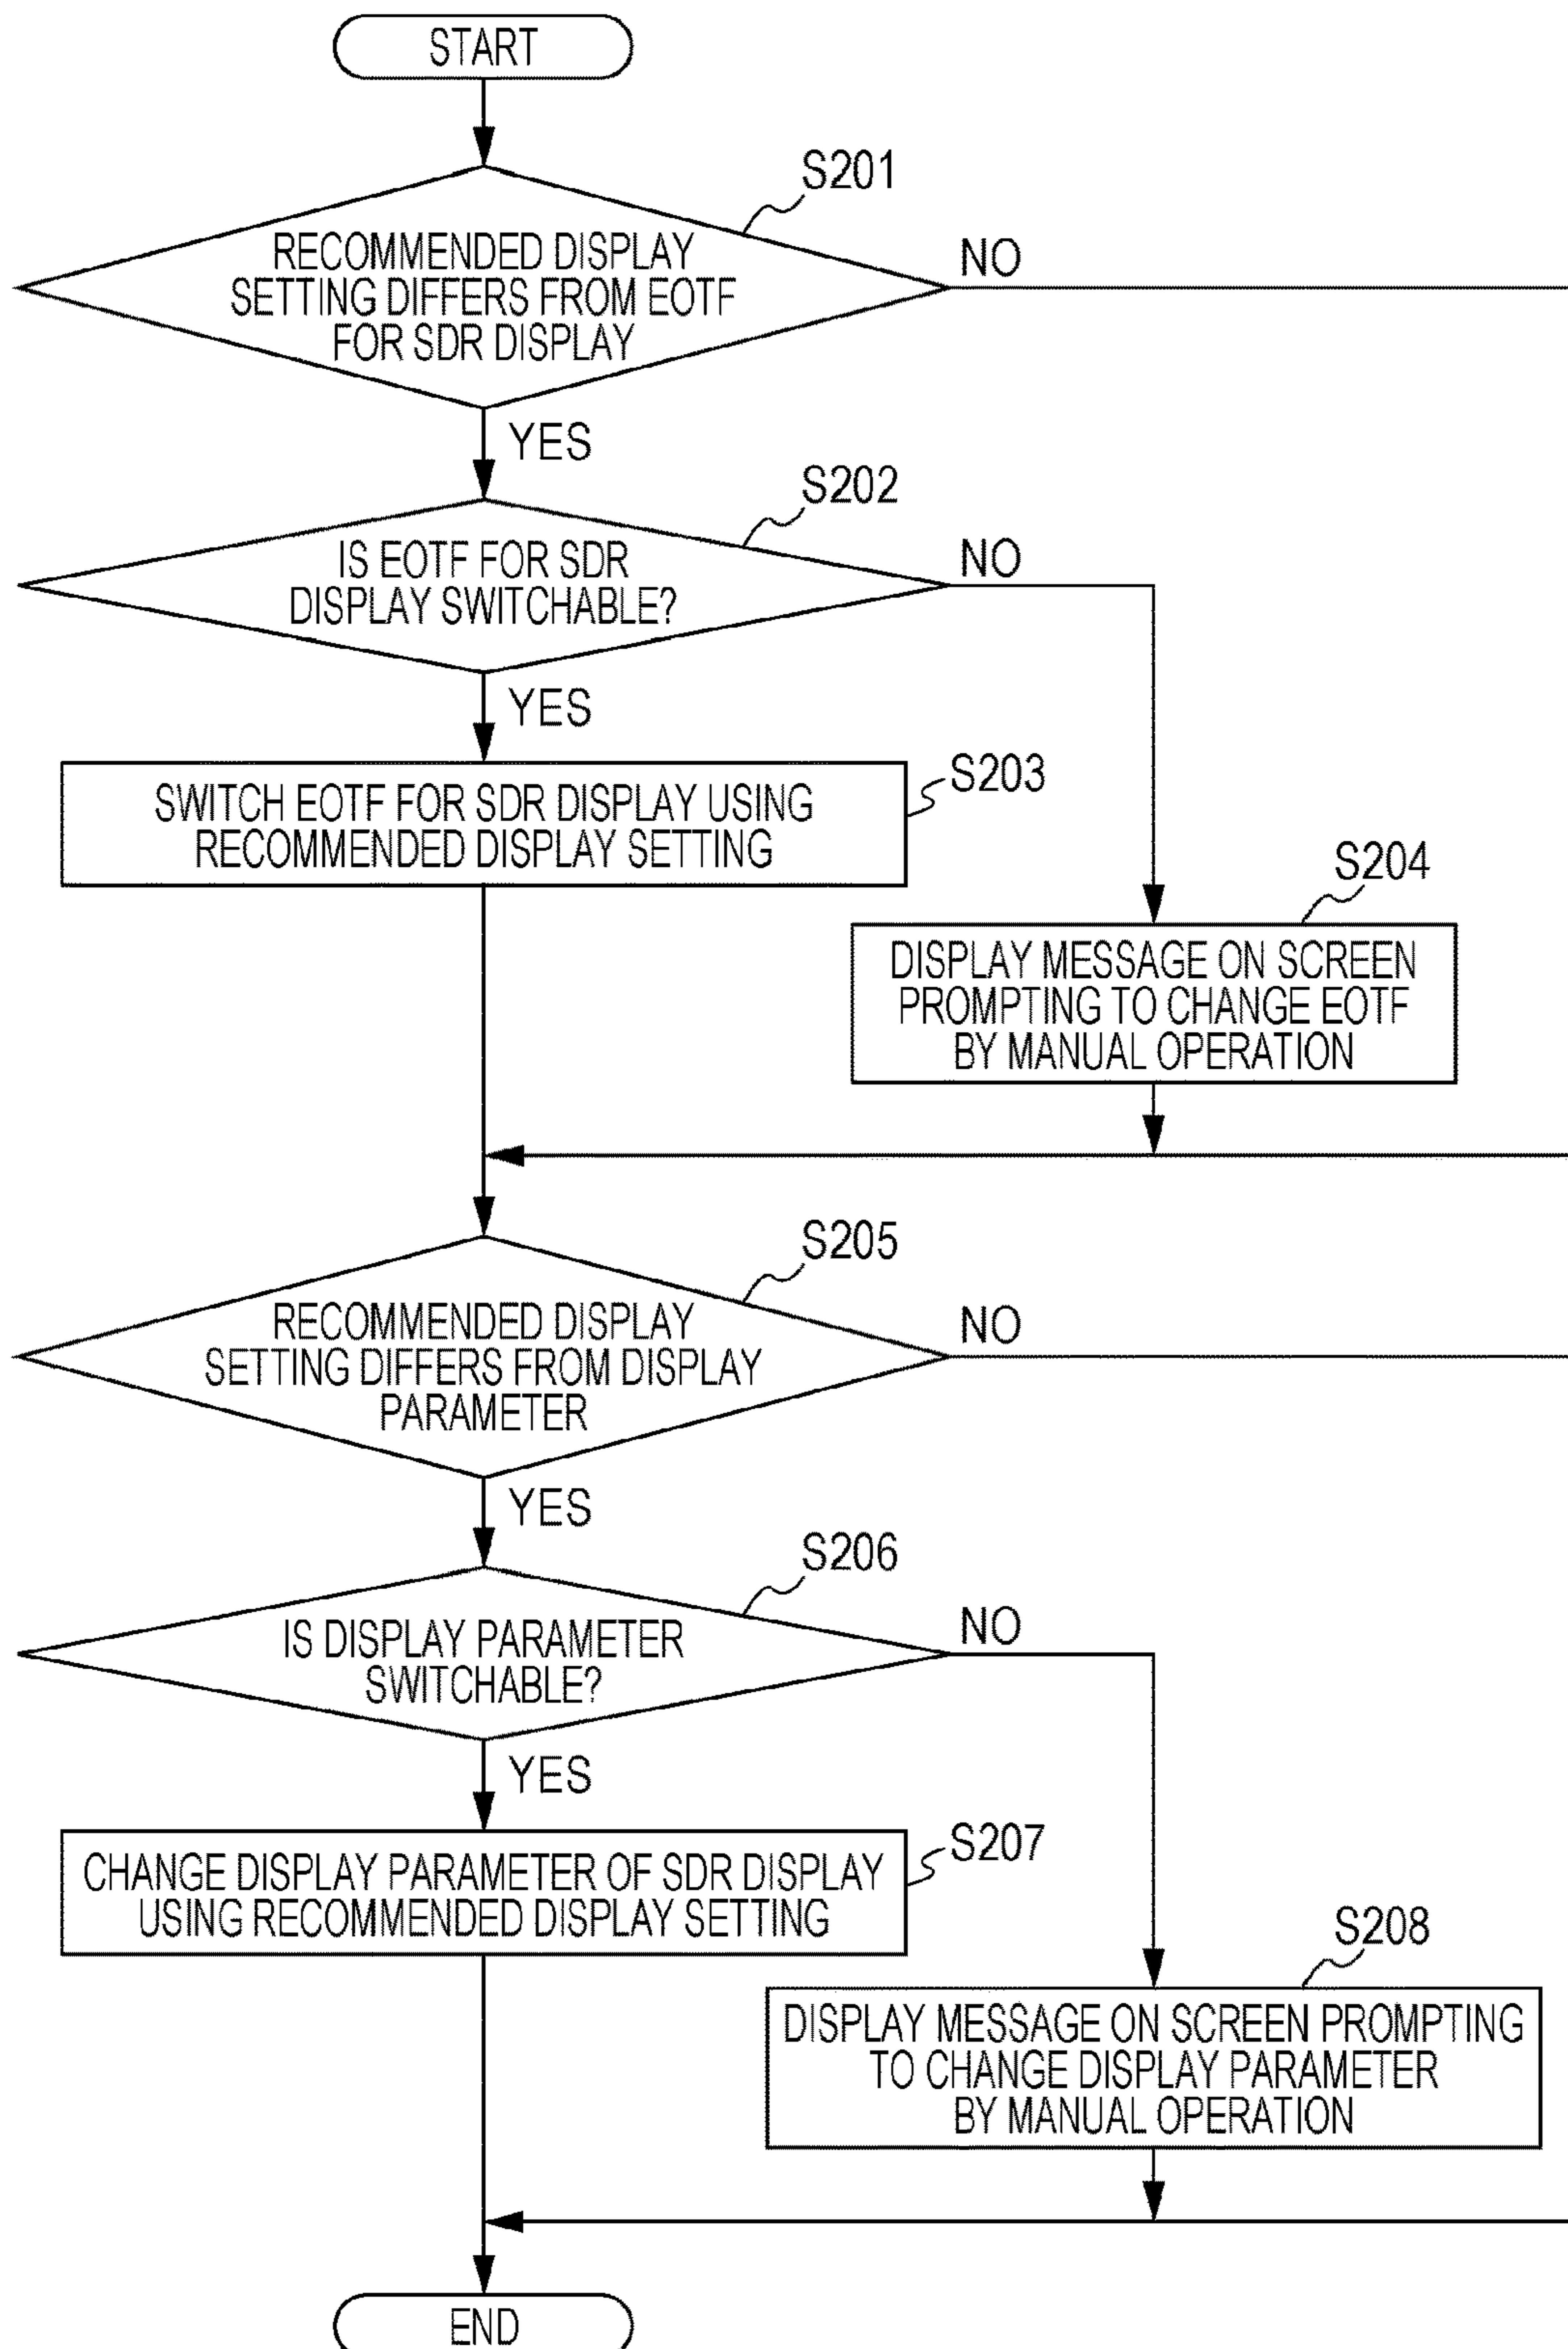 START
S201
RECOMMENDED DISPLAY
SETTING DIFFERS FROM EOTF
FOR SDR DISPLAY
NO
YES
S202
IS EOTF FOR SDR
DISPLAY SWITCHABLE?
NO
YES
S203
SWITCH EOTF FOR SDR DISPLAY USING
RECOMMENDED DISPLAY SETTING
S204
DISPLAY MESSAGE ON SCREEN
PROMPTING TO CHANGE EOTF
BY MANUAL OPERATION
S205
RECOMMENDED DISPLAY
SETTING DIFFERS FROM DISPLAY
PARAMETER
NO
YES
S206
IS DISPLAY PARAMETER
SWITCHABLE?
NO
YES
S207
CHANGE DISPLAY PARAMETER OF SDR DISPLAY
USING RECOMMENDED DISPLAY SETTING
S208
DISPLAY MESSAGE ON SCREEN PROMPTING
TO CHANGE DISPLAY PARAMETER
BY MANUAL OPERATION
END